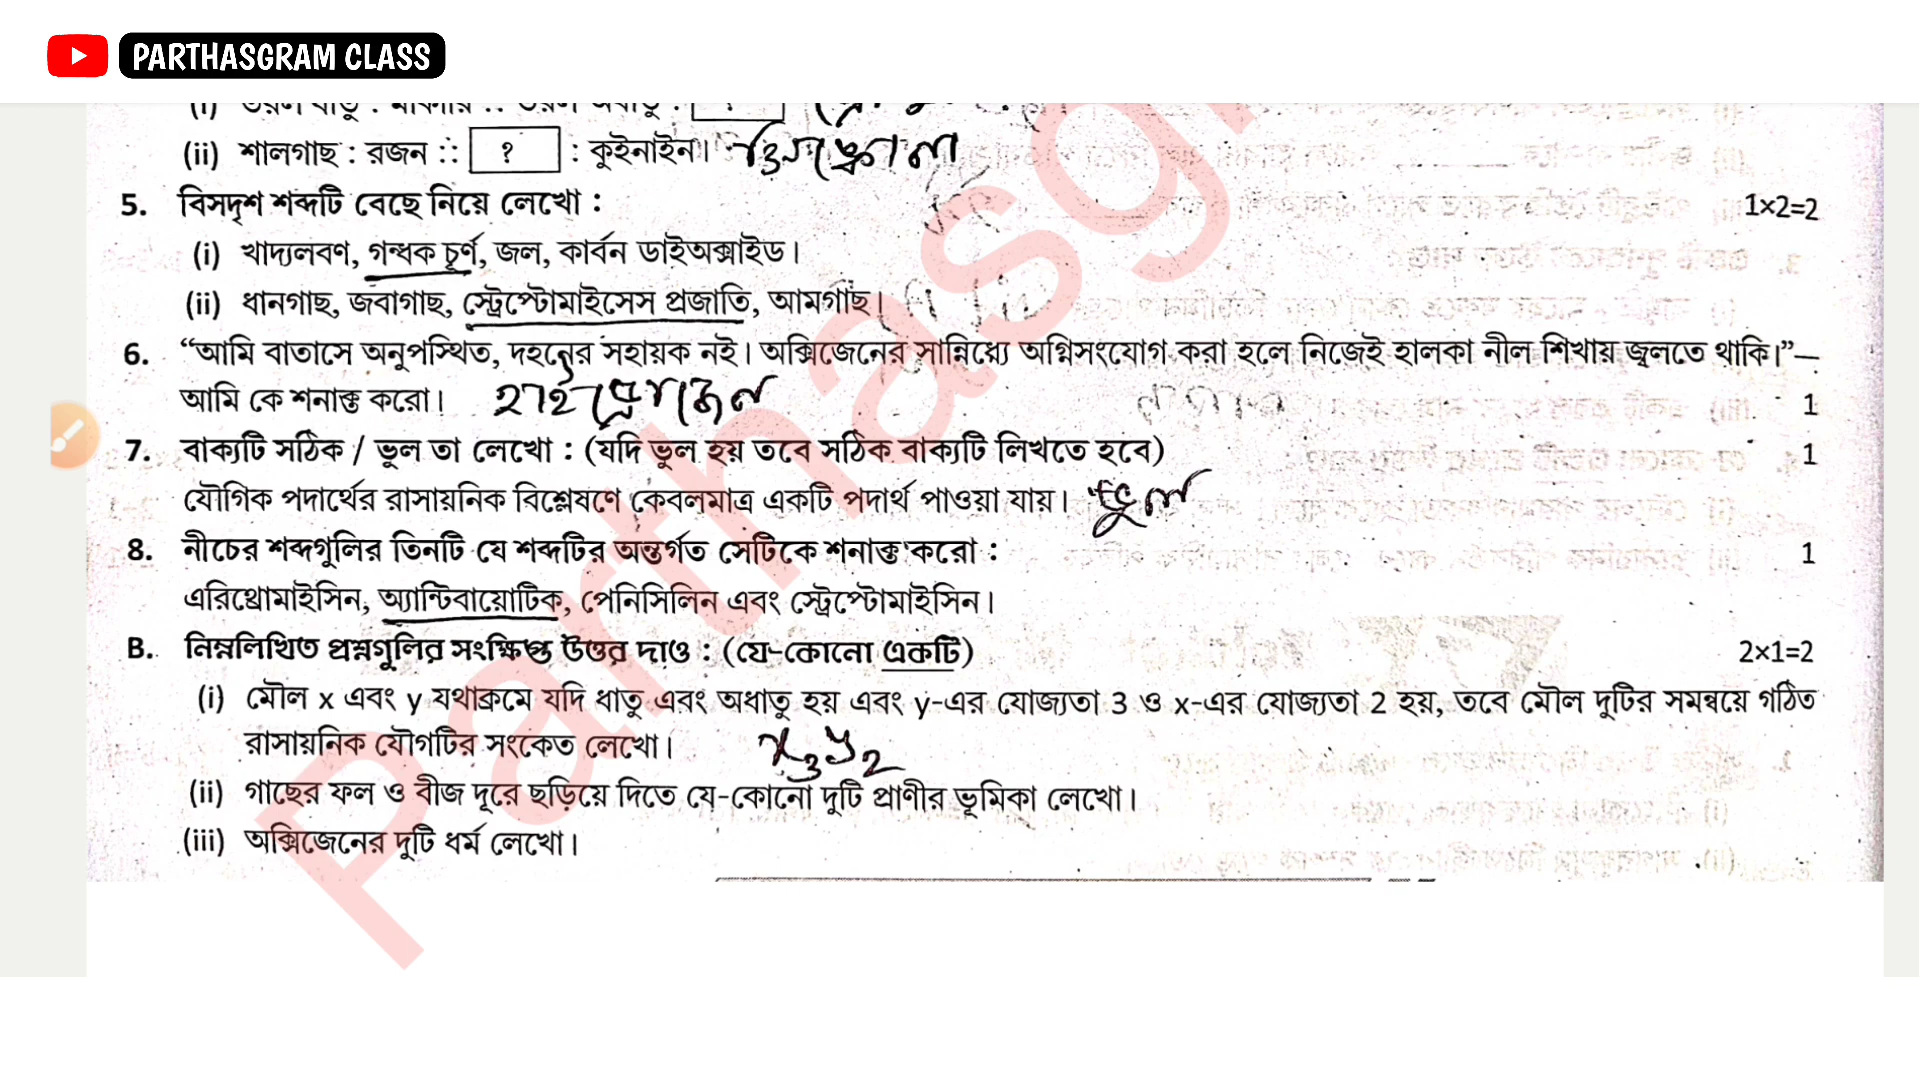 PARTHASGRAM CLASS
(i) তরল ধাতু : মার্কারি :: তরল অধাতু : ?
(ii) শালগাছ : রজন :: ? : কুইনাইন।
5. বিসদৃশ শব্দটি বেছে নিয়ে লেখো : 1×2=2
(i) খাদ্যলবণ, গন্ধক চূর্ণ, জল, কার্বন ডাইঅক্সাইড।
(ii) ধানগাছ, জবাগাছ, স্ট্রেপ্টোমাইসেস প্রজাতি, আমগাছ।
6. “আমি বাতাসে অনুপস্থিত, দহনের সহায়ক নই। অক্সিজেনের সান্নিধ্যে অগ্নিসংযোগ করা হলে নিজেই হালকা নীল শিখায় জ্বলতে থাকি।”—
আমি কে শনাক্ত করো। হাইড্রোজেন 1
7. বাক্যটি সঠিক / ভুল তা লেখো : (যদি ভুল হয় তবে সঠিক বাক্যটি লিখতে হবে) 1
যৌগিক পদার্থের রাসায়নিক বিশ্লেষণে কেবলমাত্র একটি পদার্থ পাওয়া যায়। ভুল
8. নীচের শব্দগুলির তিনটি যে শব্দটির অন্তর্গত সেটিকে শনাক্ত করো : 1
এরিথ্রোমাইসিন, অ্যান্টিবায়োটিক, পেনিসিলিন এবং স্ট্রেপ্টোমাইসিন।
B. নিম্নলিখিত প্রশ্নগুলির সংক্ষিপ্ত উত্তর দাও : (যে-কোনো একটি) 2×1=2
(i) মৌল x এবং y যথাক্রমে যদি ধাতু এবং অধাতু হয় এবং y-এর যোজ্যতা 3 ও x-এর যোজ্যতা 2 হয়, তবে মৌল দুটির সমন্বয়ে গঠিত
রাসায়নিক যৌগটির সংকেত লেখো। x3y2
(ii) গাছের ফল ও বীজ দূরে ছড়িয়ে দিতে যে-কোনো দুটি প্রাণীর ভূমিকা লেখো।
(iii) অক্সিজেনের দুটি ধর্ম লেখো।
Parthasgr